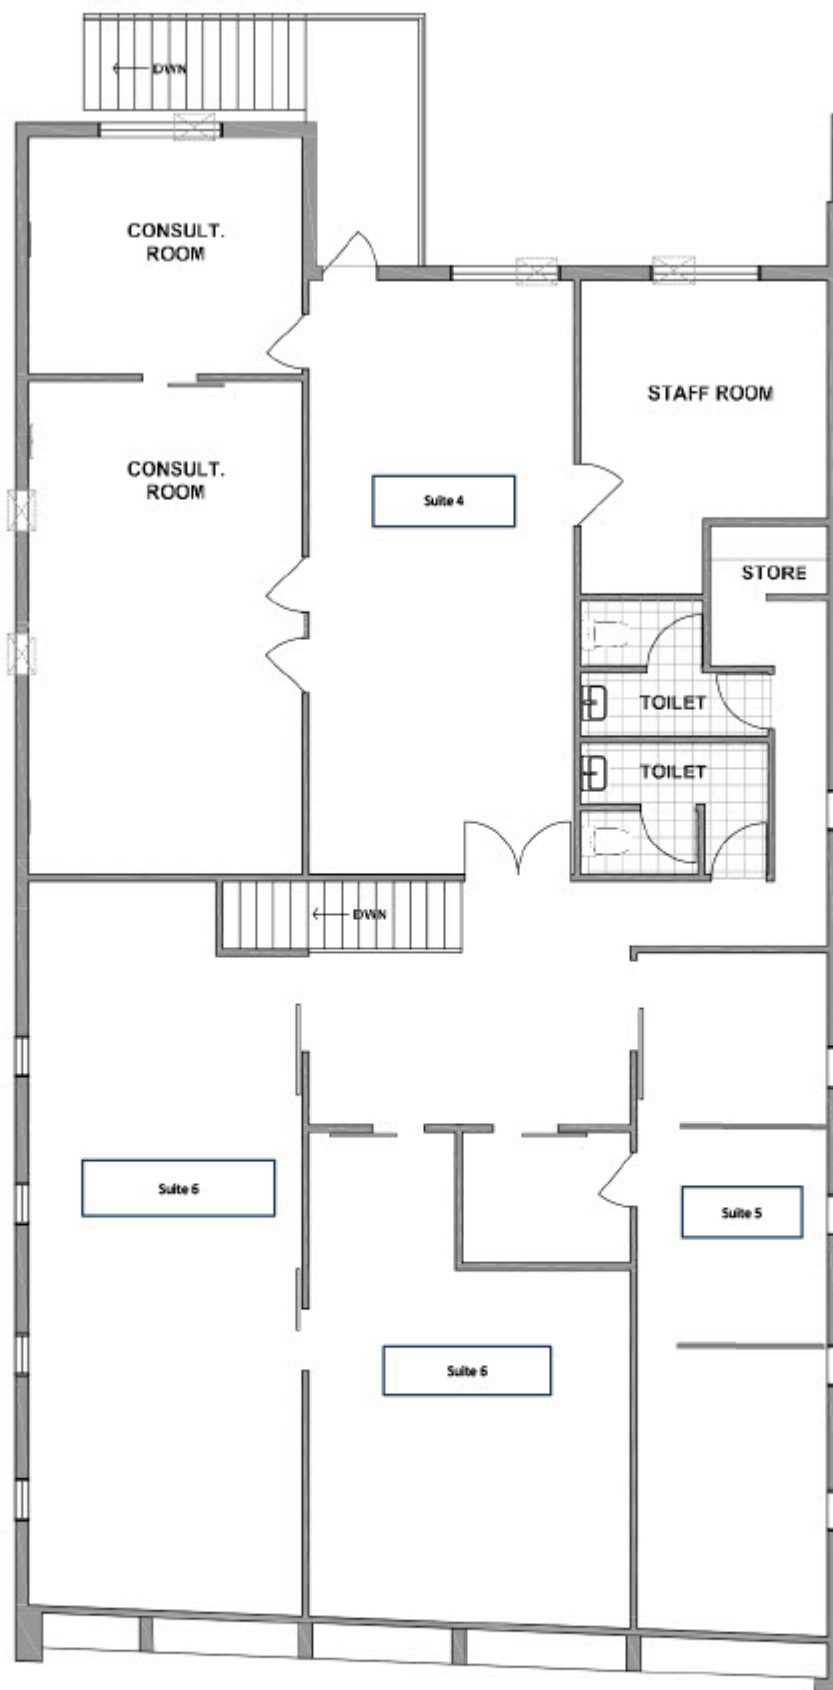 DWN
CONSULT.
ROOM
STAFF ROOM
CONSULT.
ROOM
Suite 4
STORE
TOILET
TOILET
DWN
Suite 6
Suite 5
Suite 6